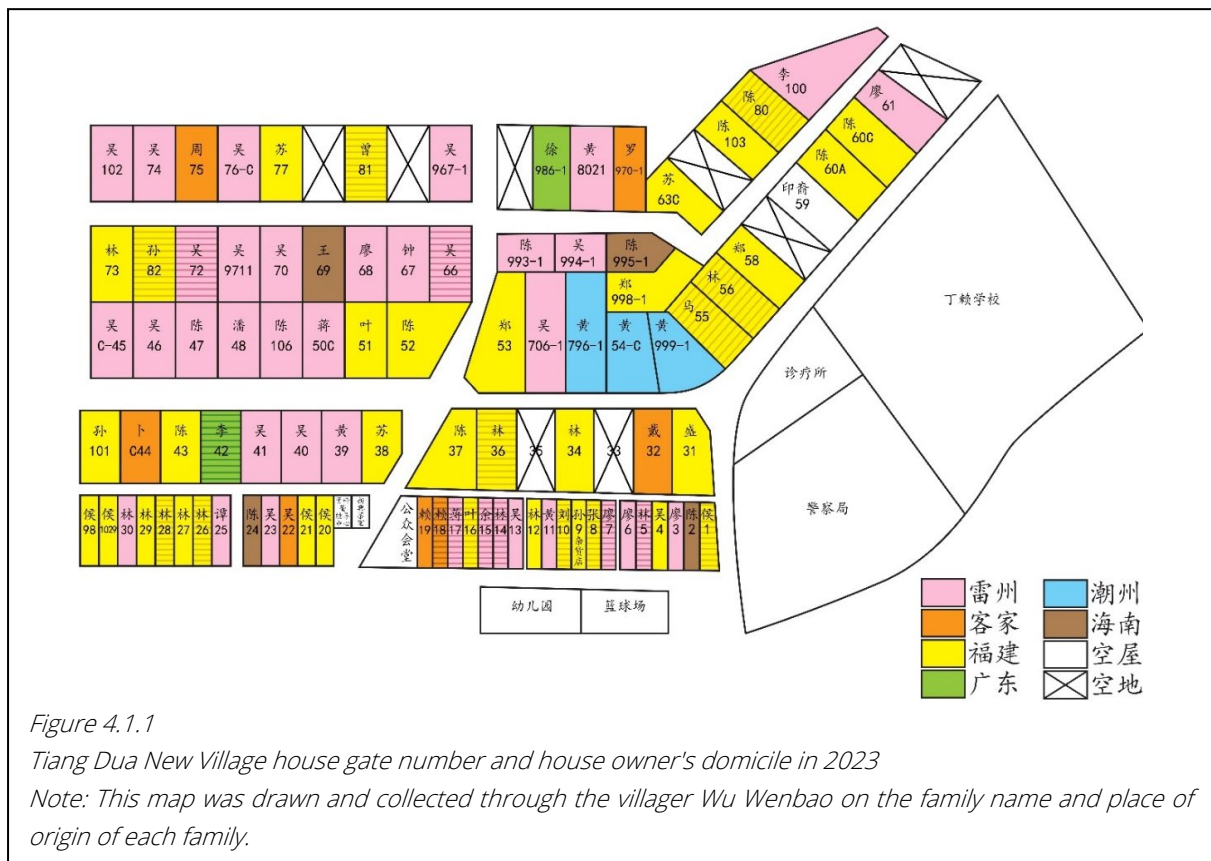 李
100
陈
80
陈
103
苏
63C
廖
61
陈
60C
陈
60A
印裔
59
郑
58
林
56
马
55
吴
102
吴
74
周
75
吴
76-C
苏
77
曾
81
吴
967-1
徐
986-1
黄
8021
罗
970-1
林
73
孙
82
吴
72
吴
9711
吴
70
王
69
廖
68
钟
67
吴
66
陈
993-1
吴
994-1
陈
995-1
郑
998-1
吴
C-45
吴
46
陈
47
潘
48
陈
106
蒋
50C
叶
51
陈
52
郑
53
吴
706-1
黄
796-1
黄
54-C
黄
999-1
丁赖学校
诊疗所
警察局
孙
101
卜
C44
陈
43
李
42
吴
41
吴
40
黄
39
苏
38
陈
37
林
36
35
林
34
33
戴
32
盛
31
侯
98
侯
1029
林
30
林
29
林
28
林
27
林
26
谭
25
陈
24
吴
23
吴
22
侯
21
侯
20
公众会堂
赖
19
赖
18
蒋
17
叶
16
余
15
林
14
吴
13
林
12
黄
11
刘
10
孙
9
杂货店
张
8
廖
7
廖
6
林
5
吴
4
廖
3
陈
2
侯
1
幼儿园
篮球场
雷州
潮州
客家
海南
福建
空屋
广东
空地
Figure 4.1.1
Tiang Dua New Village house gate number and house owner's domicile in 2023
Note: This map was drawn and collected through the villager Wu Wenbao on the family name and place of
origin of each family.